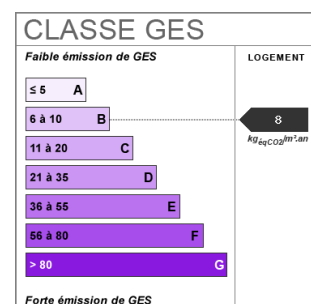 CLASSE GES
Faible émission de GES
LOGEMENT
≤ 5 A
6 à 10 B
8
kgéqCO2/m².an
11 à 20 C
21 à 35 D
36 à 55 E
56 à 80 F
> 80 G
Forte émission de GES